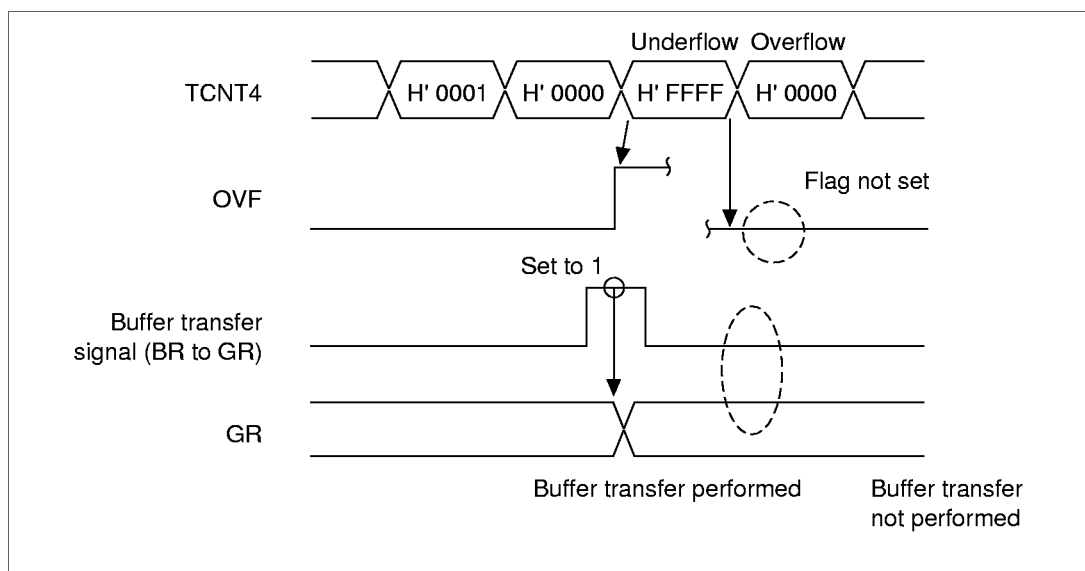 Underflow Overflow
TCNT4
H' 0001
H' 0000
H' FFFF
H' 0000
OVF
Flag not set
Set to 1
Buffer transfer
signal (BR to GR)
GR
Buffer transfer performed
Buffer transfer
not performed